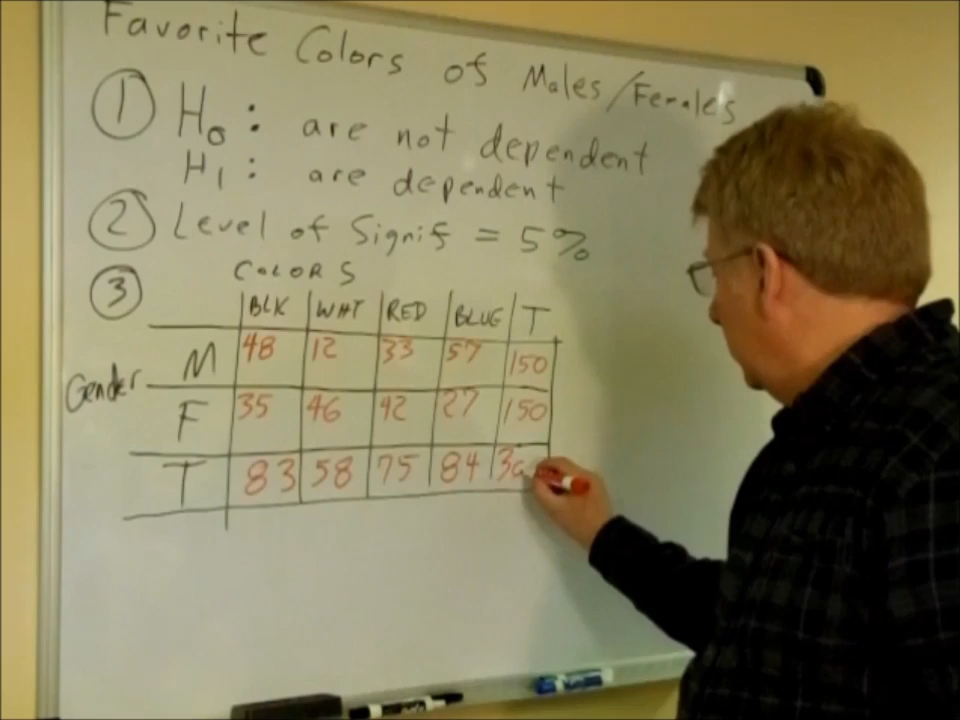 Favorite Colors of Males/Females
① H₀ : are not dependent
H₁ : are dependent
② Level of Signif = 5%
③ COLORS
BLK WHT RED BLUE T
Gender
M 48 12 33 57 150
F 35 46 42 27 150
T 83 58 75 84